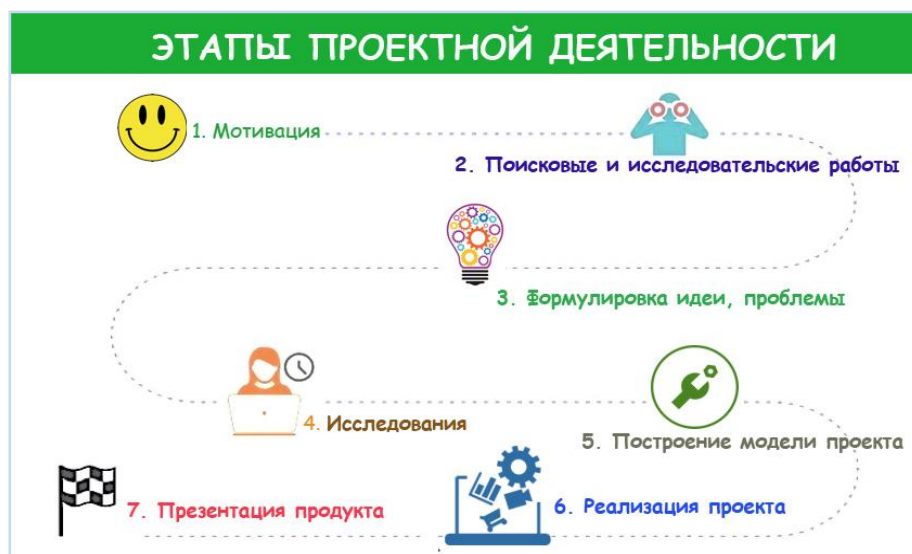 ЭТАПЫ ПРОЕКТНОЙ ДЕЯТЕЛЬНОСТИ
1. Мотивация
2. Поисковые и исследовательские работы
3. Формулировка идеи, проблемы
4. Исследования
5. Построение модели проекта
6. Реализация проекта
7. Презентация продукта